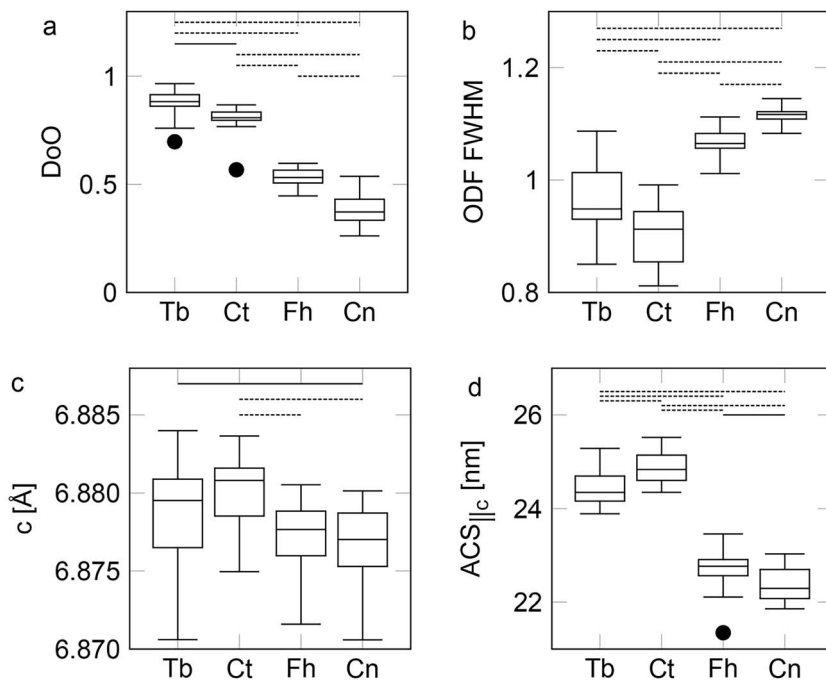 a
DoO
1
0.5
0
Tb Ct Fh Cn
b
ODF FWHM
1.2
1
0.8
Tb Ct Fh Cn
c
c [Å]
6.885
6.880
6.875
6.870
Tb Ct Fh Cn
d
ACS||c [nm]
26
24
22
Tb Ct Fh Cn